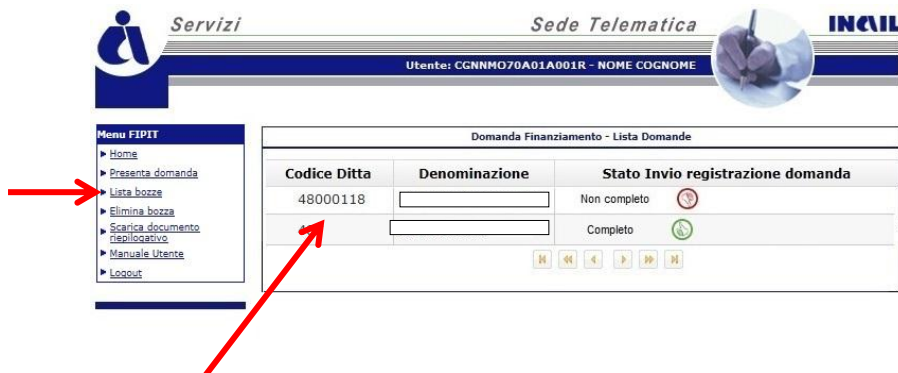 Servizi
Sede Telematica
INAIL
Utente: CGNNMO70A01A001R - NOME COGNOME
Menu FIPIT
Home
Presenta domanda
Lista bozze
Elimina bozza
Scarica documento
riepilogativo
Manuale Utente
Logout
Domanda Finanziamento - Lista Domande
Codice Ditta Denominazione Stato Invio registrazione domanda
48000118 Non completo
Completo